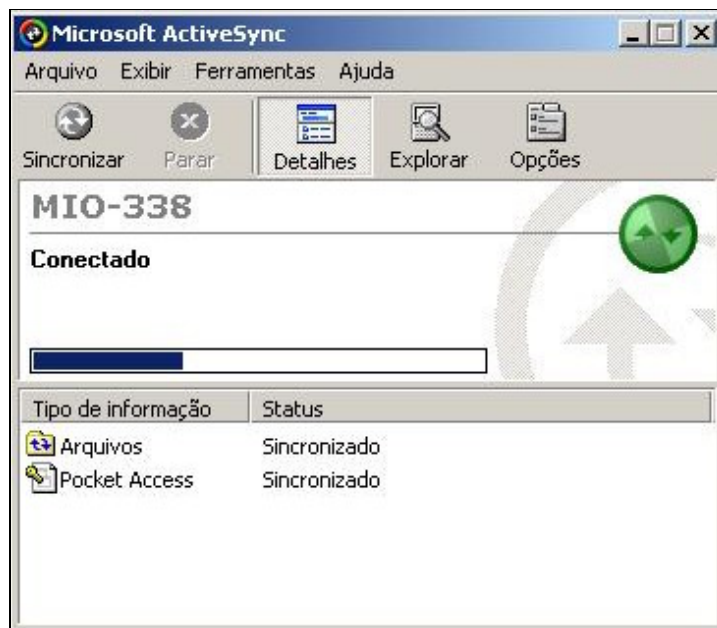 Microsoft ActiveSync
Arquivo Exibir Ferramentas Ajuda
Sincronizar Parar Detalhes Explorar Opções
MIO-338
Conectado
Tipo de informação Status
Arquivos Sincronizado
Pocket Access Sincronizado